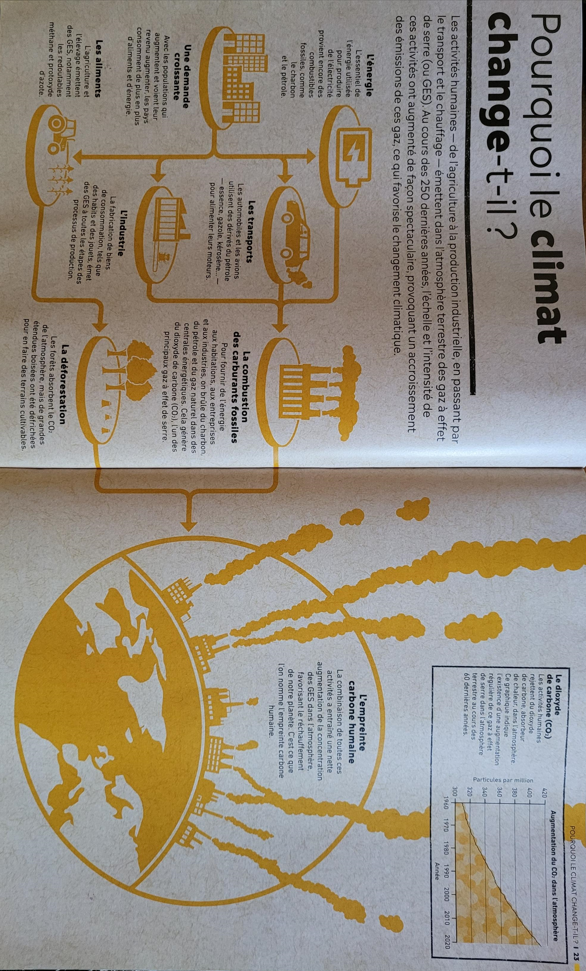 Pourquoi le climat
change-t-il ?
Les activités humaines — de l'agriculture à la production industrielle, en passant par
le transport et le chauffage — émettent dans l'atmosphère terrestre des gaz à effet
de serre (ou GES). Au cours des 250 dernières années, l'échelle et l'intensité de
ces activités ont augmenté de façon spectaculaire, provoquant un accroissement
des émissions de ces gaz, ce qui favorise le changement climatique.
L'énergie
L'essentiel de
l'énergie utilisée
pour produire
de l'électricité
provient encore des
combustibles
fossiles, comme
le charbon
et le pétrole.
Une demande
croissante
Avec les populations qui
augmentent et voient leur
revenu augmenter, les pays
consomment de plus en plus
d'aliments et d'énergie.
Les aliments
L'agriculture et
l'élevage émettent
des GES, notamment
les redoutables
méthane et protoxyde
d'azote.
Les transports
Les automobiles et les avions
utilisent des dérivés du pétrole
— essence, gazole, kérosène… —
pour alimenter leurs moteurs.
L'industrie
La fabrication de biens
de consommation, tels que
des habits et des jouets, émet
des GES à toutes les étapes des
processus de production.
La combustion
des carburants fossiles
Pour fournir de l'énergie
aux habitations, aux entreprises
et aux industries, on brûle du charbon,
du pétrole et du gaz naturel dans des
centrales énergétiques. Cela génère
du dioxyde de carbone (CO₂), l'un des
principaux gaz à effet de serre.
La déforestation
Les forêts absorbent le CO₂
de l'atmosphère, mais de grandes
étendues boisées ont été défrichées
pour en faire des terrains cultivables.
L'empreinte
carbone humaine
La combinaison de toutes ces
activités a entraîné une nette
augmentation de la concentration
des GES dans l'atmosphère,
favorisant le réchauffement
de notre planète. C'est ce que
l'on nomme l'empreinte carbone
humaine.
POURQUOI LE CLIMAT CHANGE-T-IL ? | 23
Le dioxyde
de carbone (CO₂)
Les activités humaines
rejettent du dioxyde
de carbone, absorbeur
de chaleur, dans l'atmosphère.
Ce graphique indique
l'existence d'une augmentation
régulière de ce gaz à effet
de serre dans l'atmosphère
terrestre au cours des
60 dernières années.
Augmentation du CO₂ dans l'atmosphère
Particules par million
420
400
380
360
340
320
300
1960 1970 1980 1990 2000 2010 2020
Année